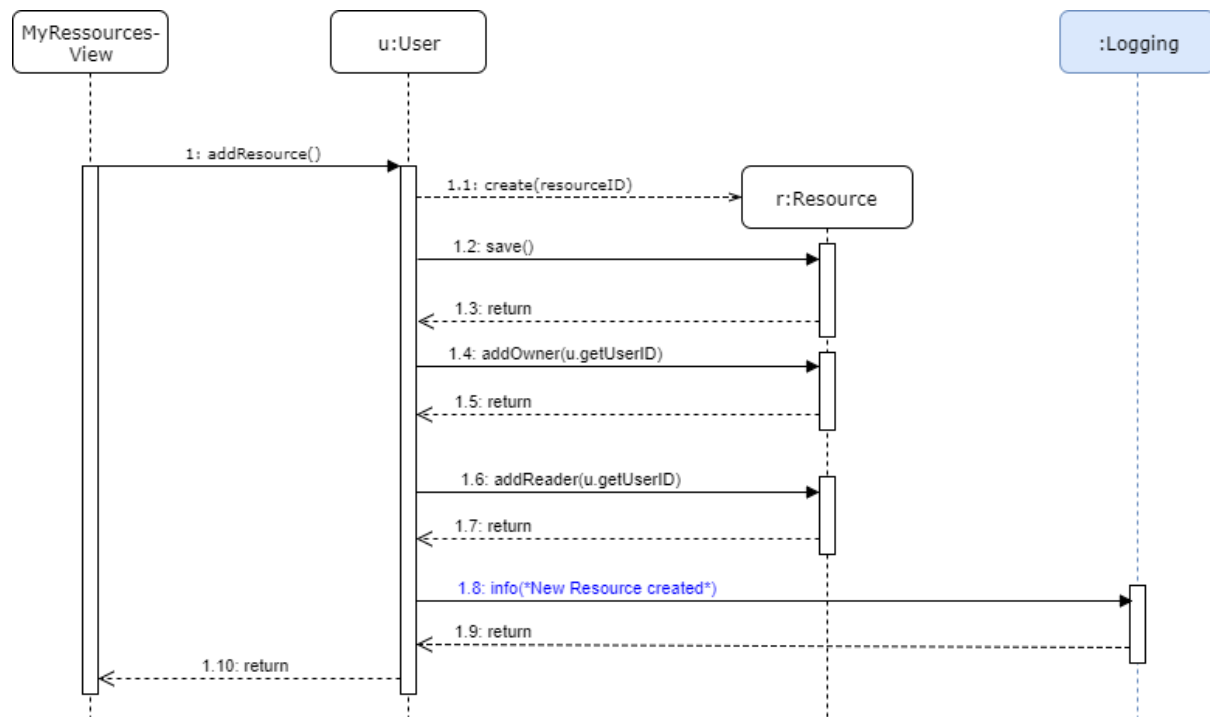 MyRessources-
View
u:User
:Logging
1: addResource()
1.1: create(resourceID)
r:Resource
1.2: save()
1.3: return
1.4: addOwner(u.getUserID)
1.5: return
1.6: addReader(u.getUserID)
1.7: return
1.8: info(*New Resource created*)
1.9: return
1.10: return